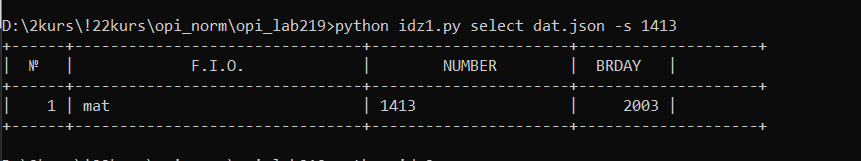 D:\2kurs\!22kurs\opi_norm\opi_lab219>python idz1.py select dat.json -s 1413
+------+------------------------------+--------------------+-----------------+
|  №   |            F.I.O.            |       NUMBER       |  BRDAY   |
+------+------------------------------+--------------------+-----------------+
|    1 | mat                          | 1413               |     2003 |
+------+------------------------------+--------------------+-----------------+